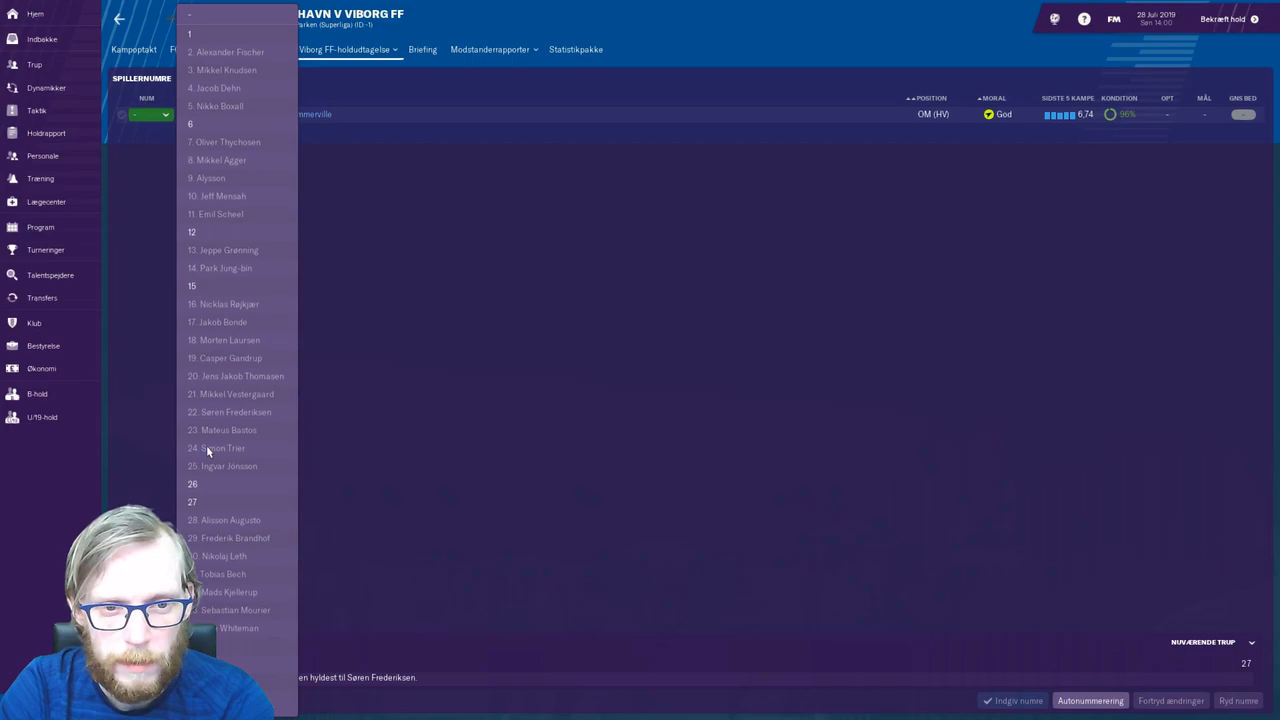 HAVN V VIBORG FF
arken (Superliga) (ID -1)
28 Juli 2019
Søn 14:00
FM
Bekræft hold
Hjem
Indbakke
Trup
Dynamikker
Taktik
Holdrapport
Personale
Træning
Lægecenter
Program
Turneringer
Talentspejdere
Transfers
Klub
Bestyrelse
Økonomi
B-hold
U/19-hold
Kampoptakt
Viborg FF-holdudtagelse
Briefing
Modstanderrapporter
Statistikpakke
SPILLERNUMRE
NUM
POSITION
MORAL
SIDSTE 5 KAMPE
KONDITION
OPT
MÅL
GNS BED
-
mmerville
OM (HV)
God
6,74
96%
-
-
-
-
1
2. Alexander Fischer
3. Mikkel Knudsen
4. Jacob Dehn
5. Nikko Boxall
6
7. Oliver Thychosen
8. Mikkel Agger
9. Alysson
10. Jeff Mensah
11. Emil Scheel
12
13. Jeppe Grønning
14. Park Jung-bin
15
16. Nicklas Røjkjær
17. Jakob Bonde
18. Morten Laursen
19. Casper Gandrup
20. Jens Jakob Thomasen
21. Mikkel Vestergaard
22. Søren Frederiksen
23. Mateus Bastos
24. Simon Trier
25. Ingvar Jónsson
26
27
28. Alisson Augusto
29. Frederik Brandhof
0. Nikolaj Leth
Tobias Bech
Mads Kjellerup
Sebastian Mourier
Whiteman
NUVÆRENDE TRUP
27
en hyldest til Søren Frederiksen.
Indgiv numre
Autonummerering
Fortryd ændringer
Ryd numre